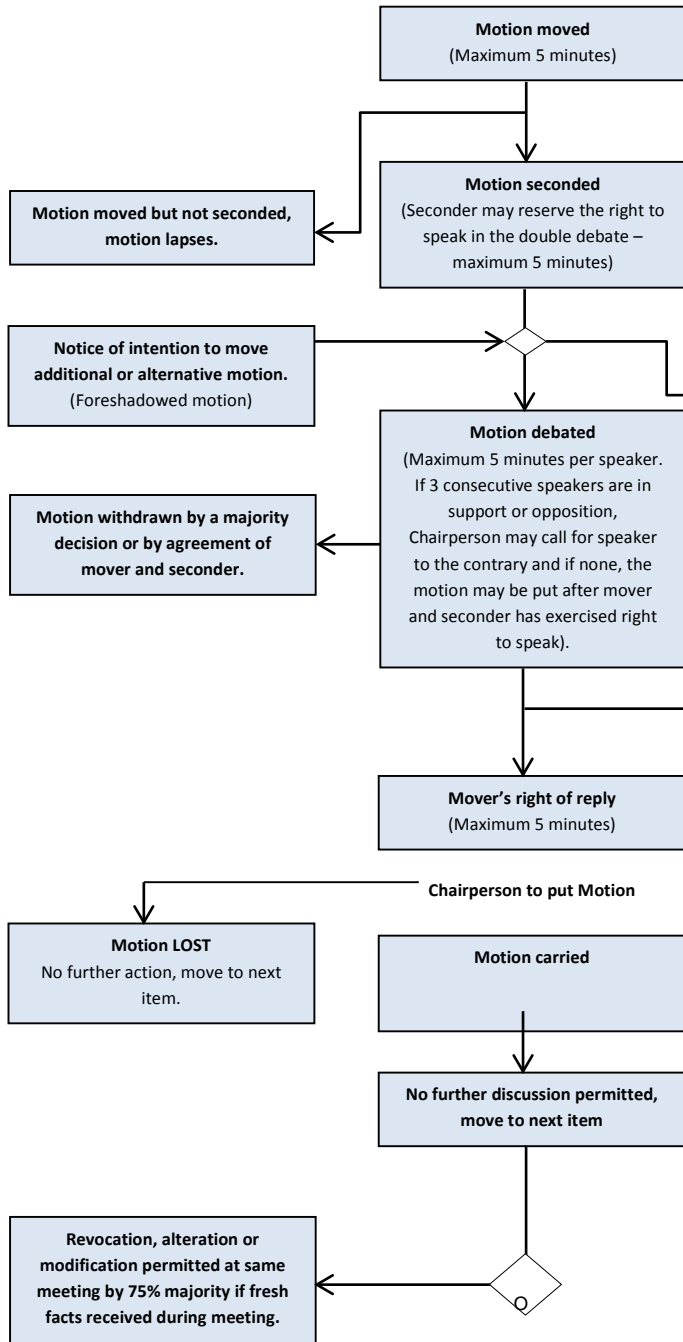 Motion moved
(Maximum 5 minutes)
Motion seconded
(Seconder may reserve the right to
speak in the double debate –
maximum 5 minutes)
Motion moved but not seconded,
motion lapses.
Notice of intention to move
additional or alternative motion.
(Foreshadowed motion)
Motion debated
(Maximum 5 minutes per speaker.
If 3 consecutive speakers are in
support or opposition,
Chairperson may call for speaker
to the contrary and if none, the
motion may be put after mover
and seconder has exercised right
to speak).
Motion withdrawn by a majority
decision or by agreement of
mover and seconder.
Mover’s right of reply
(Maximum 5 minutes)
Chairperson to put Motion
Motion LOST
No further action, move to next
item.
Motion carried
No further discussion permitted,
move to next item
Revocation, alteration or
modification permitted at same
meeting by 75% majority if fresh
facts received during meeting.
O